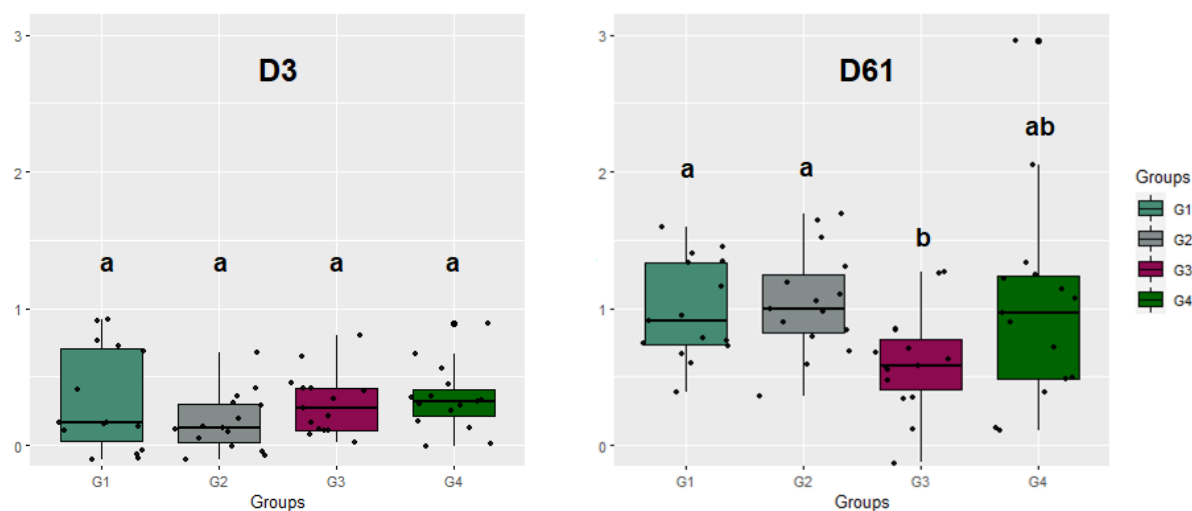 3
2
1
0
D3
a a a a
G1 G2 G3 G4
Groups
3
2
1
0
D61
a a b ab
G1 G2 G3 G4
Groups
Groups
G1
G2
G3
G4